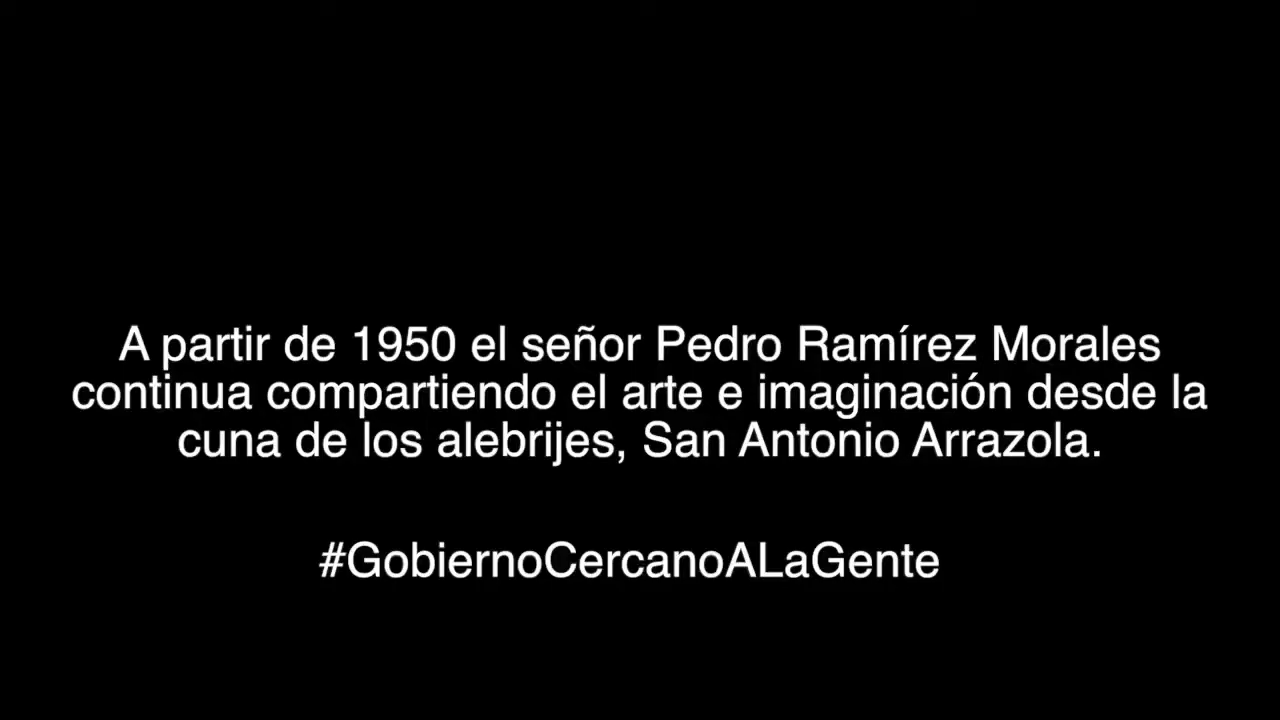 A partir de 1950 el señor Pedro Ramírez Morales
continua compartiendo el arte e imaginación desde la
cuna de los alebrijes, San Antonio Arrazola.
#GobiernoCercanoALaGente